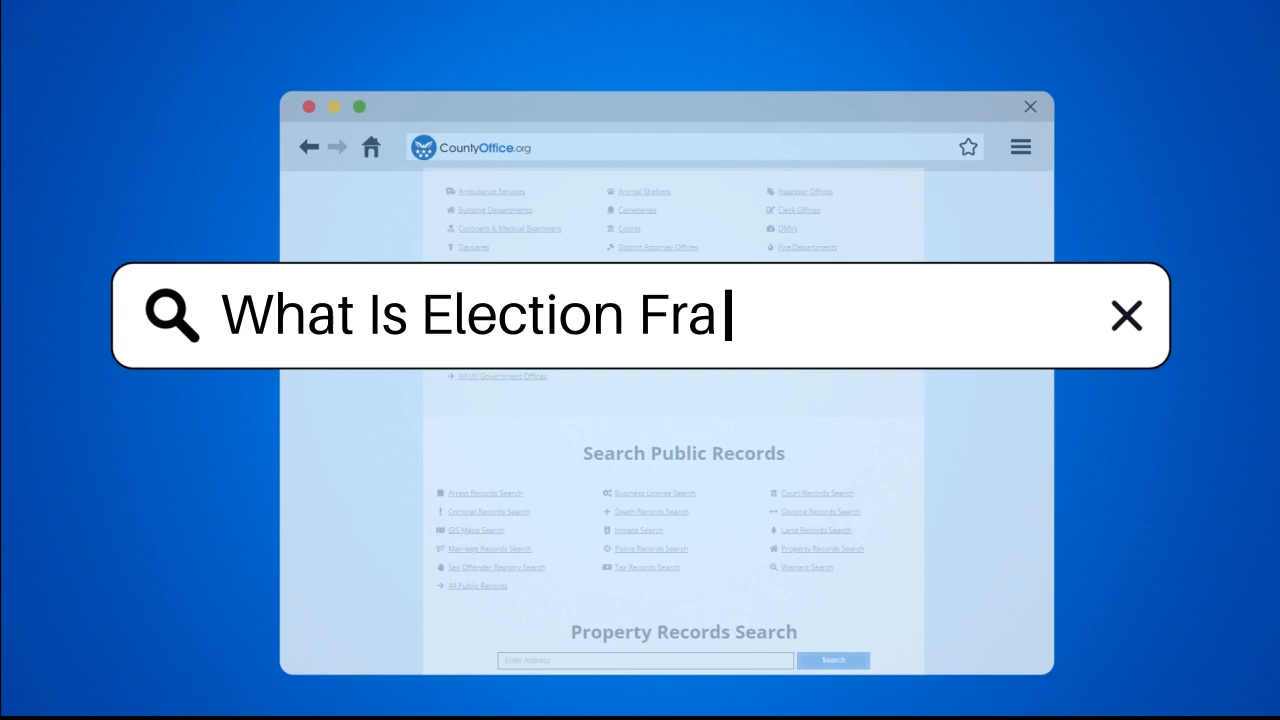 CountyOffice.org
Ambulance Services Animal Shelters Assessor Offices
Building Departments Cemeteries Clerk Offices
Coroners & Medical Examiners Courts DMVs
Daycares District Attorney Offices Fire Departments
What Is Election Fra
All US Government Offices
Search Public Records
Arrest Records Search Business License Search Court Records Search
Criminal Records Search Death Records Search Divorce Records Search
GIS Maps Search Inmate Search Land Records Search
Marriage Records Search Police Records Search Property Records Search
Sex Offender Registry Search Tax Records Search Warrant Search
All Public Records
Property Records Search
Enter Address Search